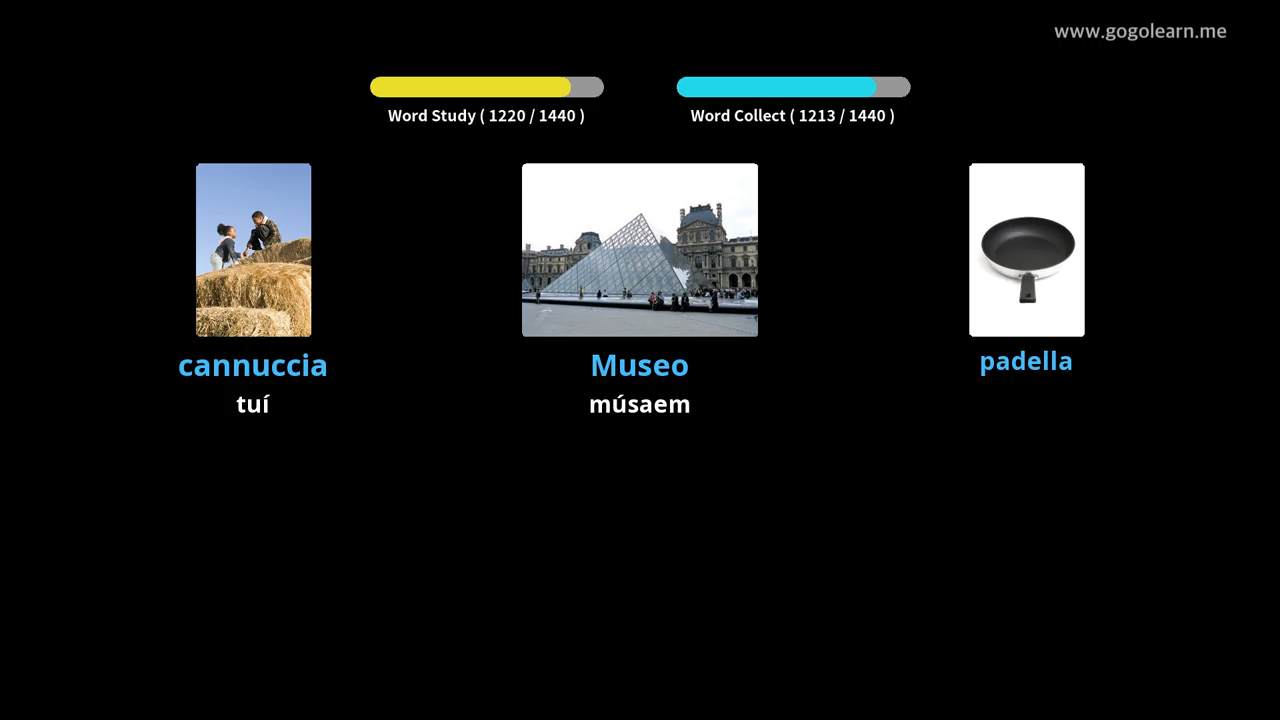 www.gogolearn.me
Word Study ( 1220 / 1440 )
Word Collect ( 1213 / 1440 )
cannuccia
tuí
Museo
músaem
padella